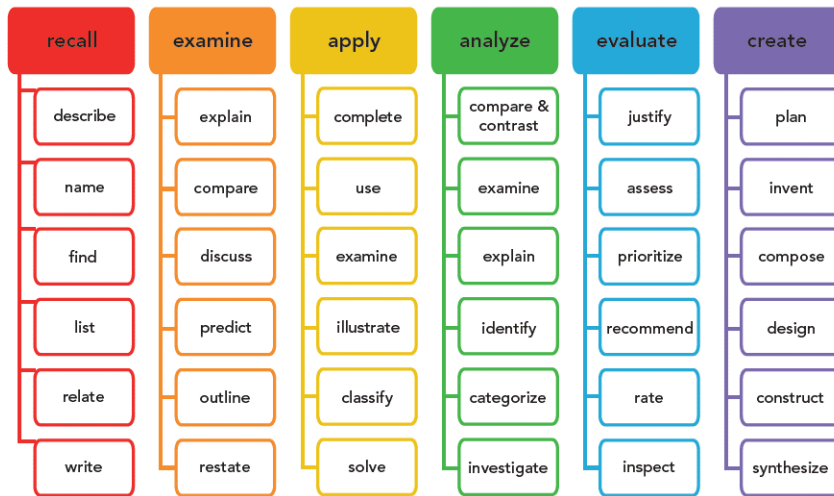 recall
describe
name
find
list
relate
write
examine
explain
compare
discuss
predict
outline
restate
apply
complete
use
examine
illustrate
classify
solve
analyze
compare &
contrast
examine
explain
identify
categorize
investigate
evaluate
justify
assess
prioritize
recommend
rate
inspect
create
plan
invent
compose
design
construct
synthesize